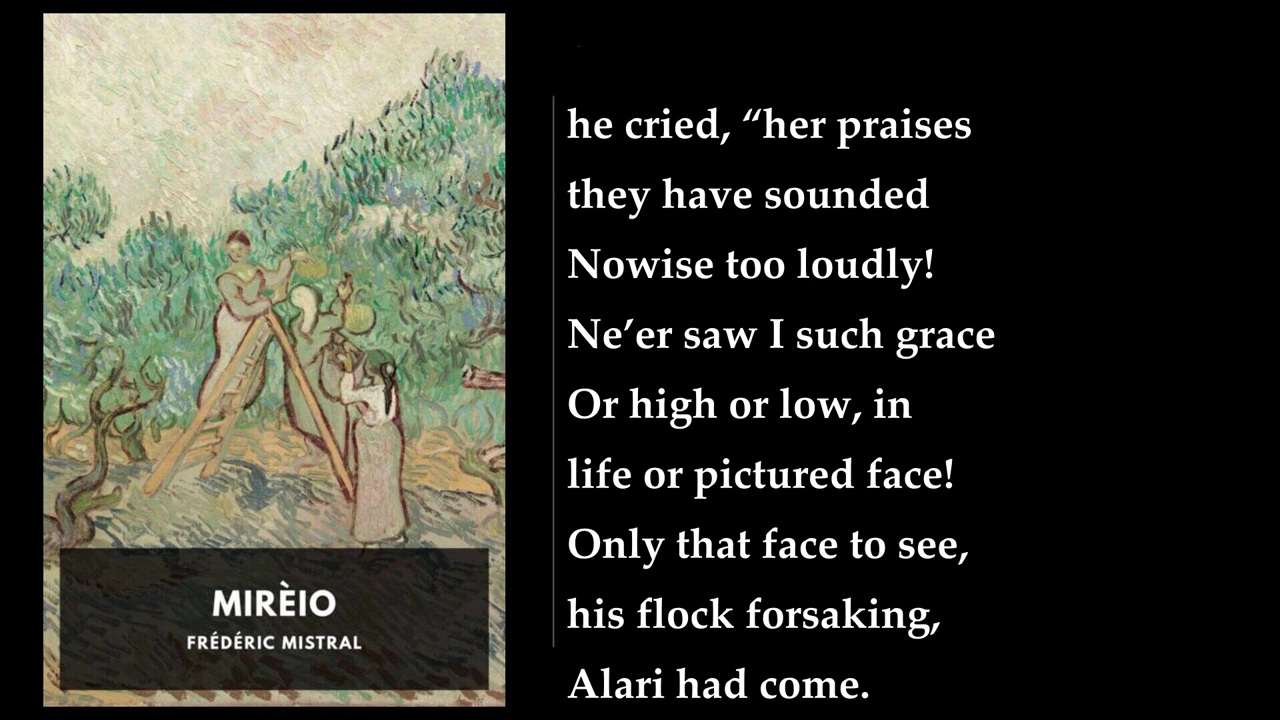 MIRÈIO
FRÉDÉRIC MISTRAL
he cried, “her praises
they have sounded
Nowise too loudly!
Ne’er saw I such grace
Or high or low, in
life or pictured face!
Only that face to see,
his flock forsaking,
Alari had come.